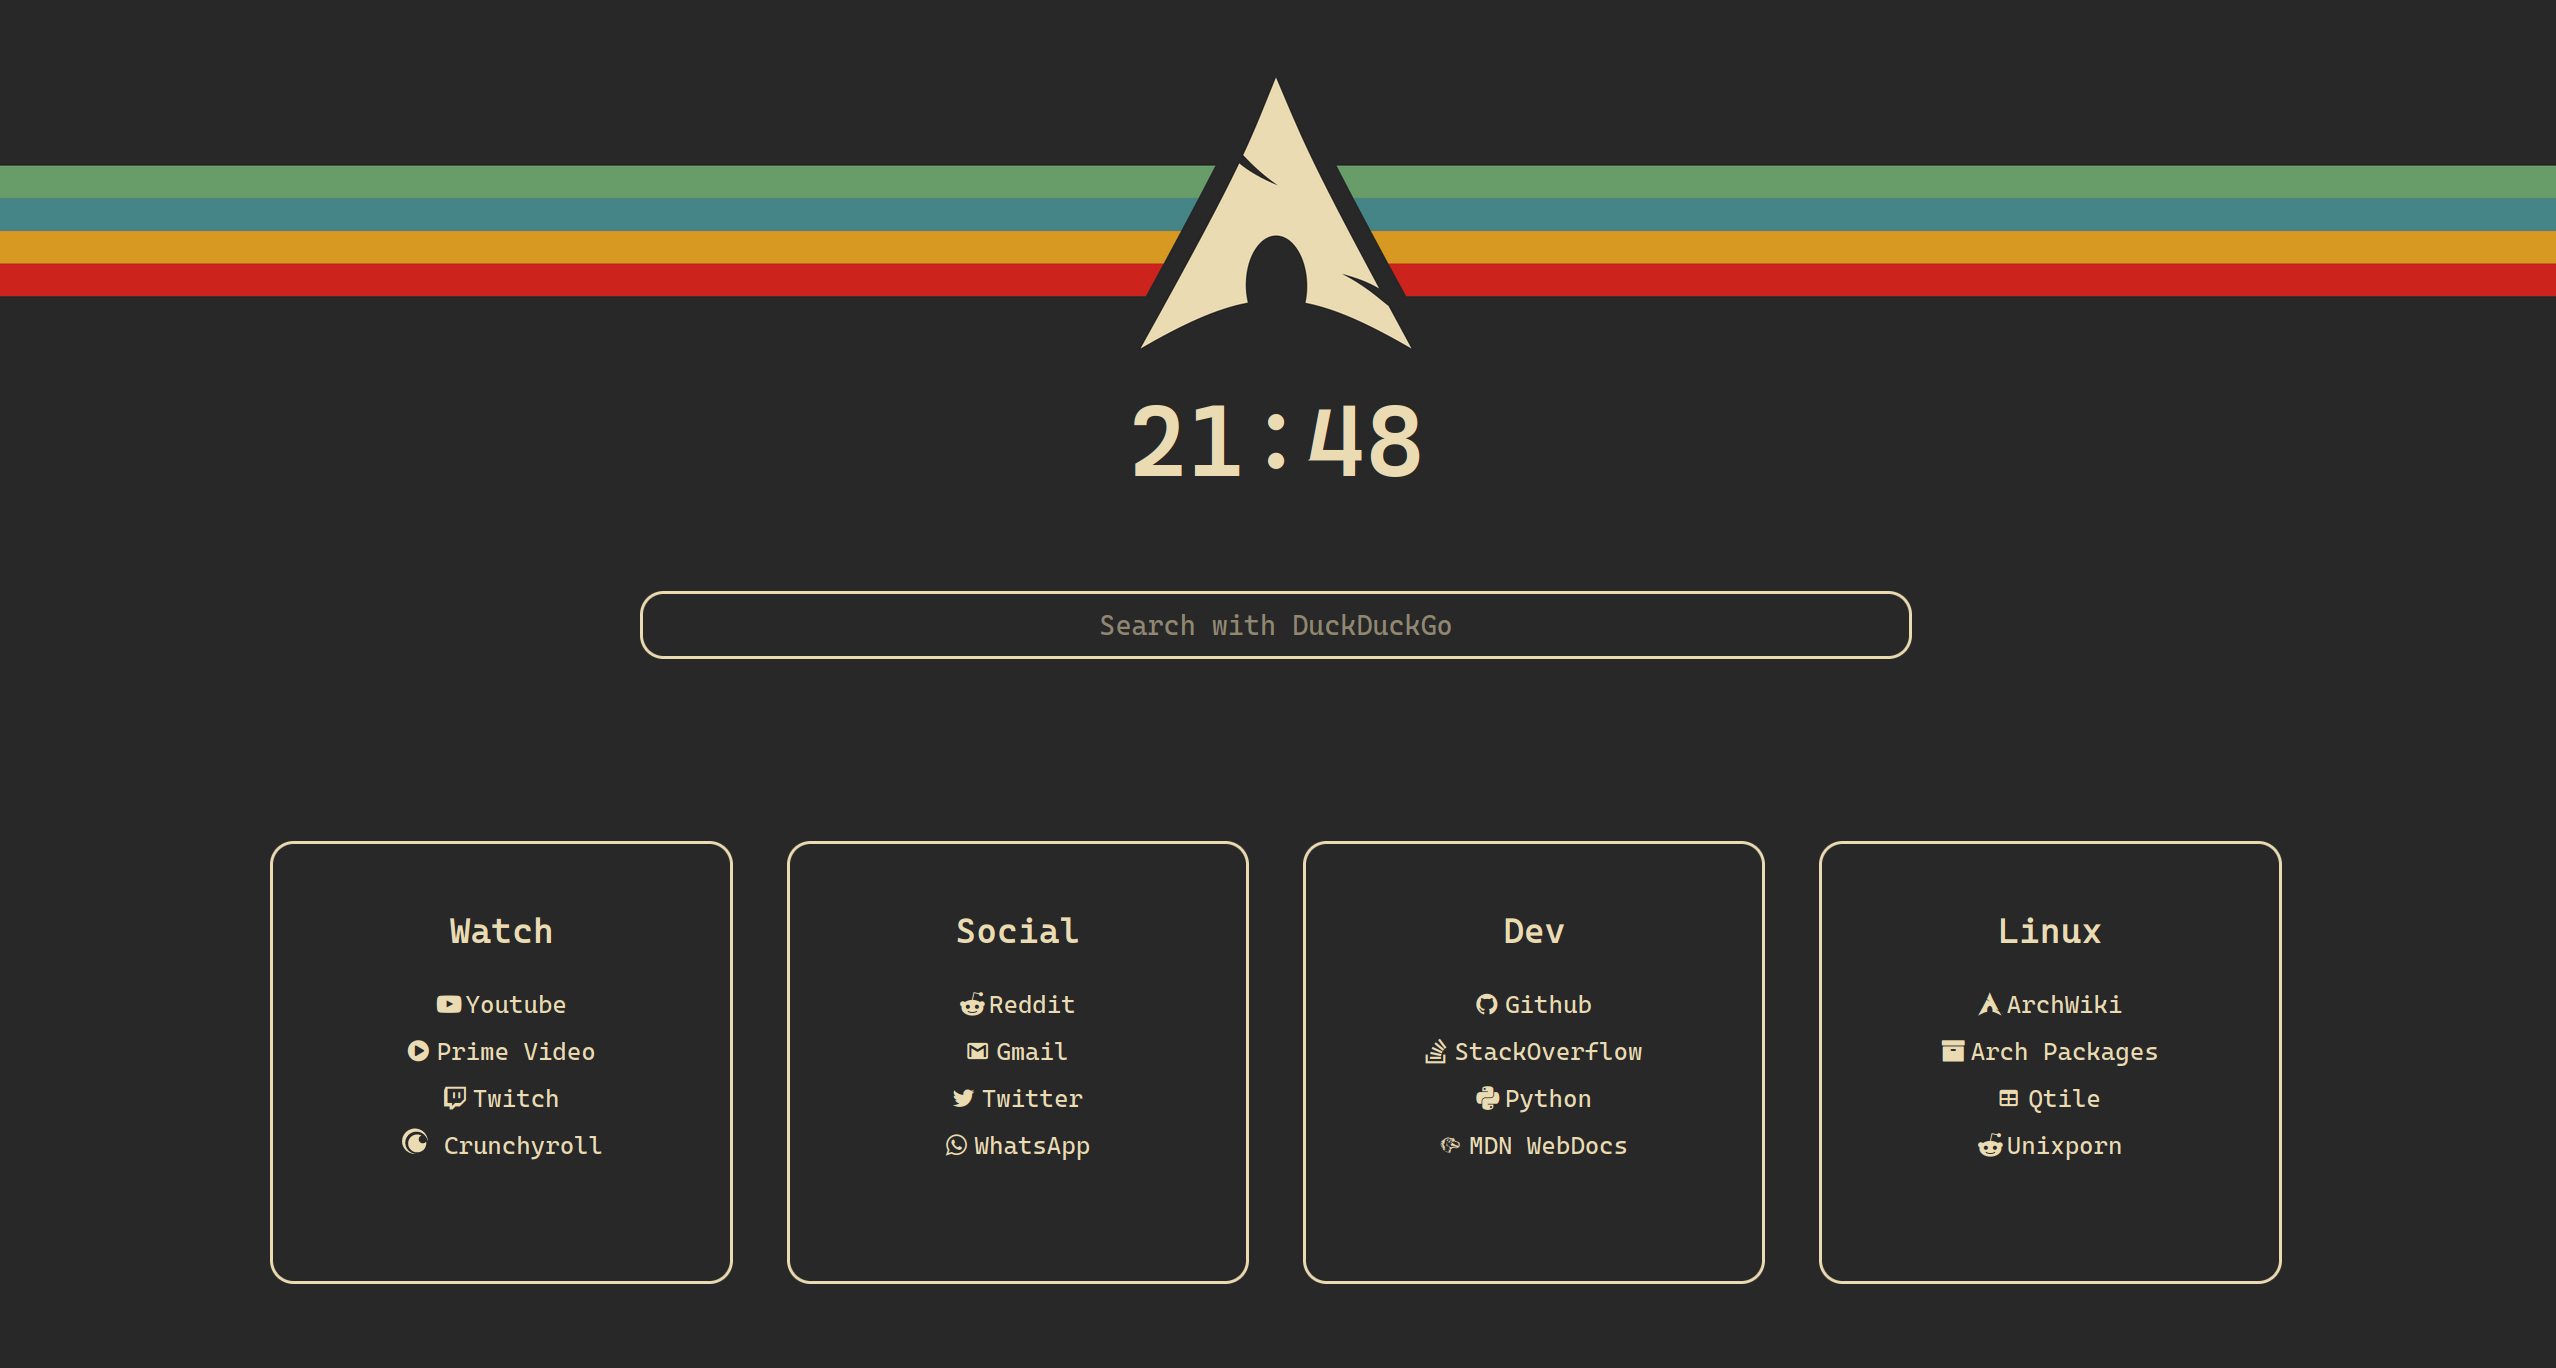 21:48
Search with DuckDuckGo
Watch
Youtube
Prime Video
Twitch
Crunchyroll
Social
Reddit
Gmail
Twitter
WhatsApp
Dev
Github
StackOverflow
Python
MDN WebDocs
Linux
ArchWiki
Arch Packages
Qtile
Unixporn